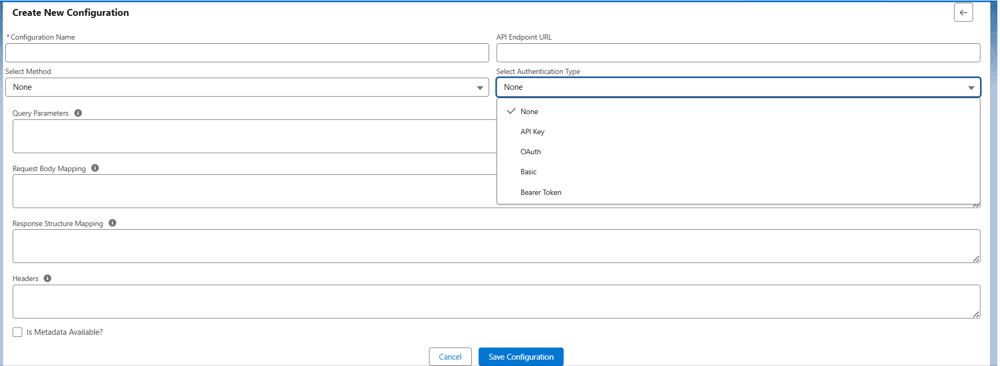 Create New Configuration
*Configuration Name
API Endpoint URL
Select Method
Select Authentication Type
None
None
None
API Key
OAuth
Basic
Bearer Token
Query Parameters
Request Body Mapping
Response Structure Mapping
Headers
Is Metadata Available?
Cancel
Save Configuration